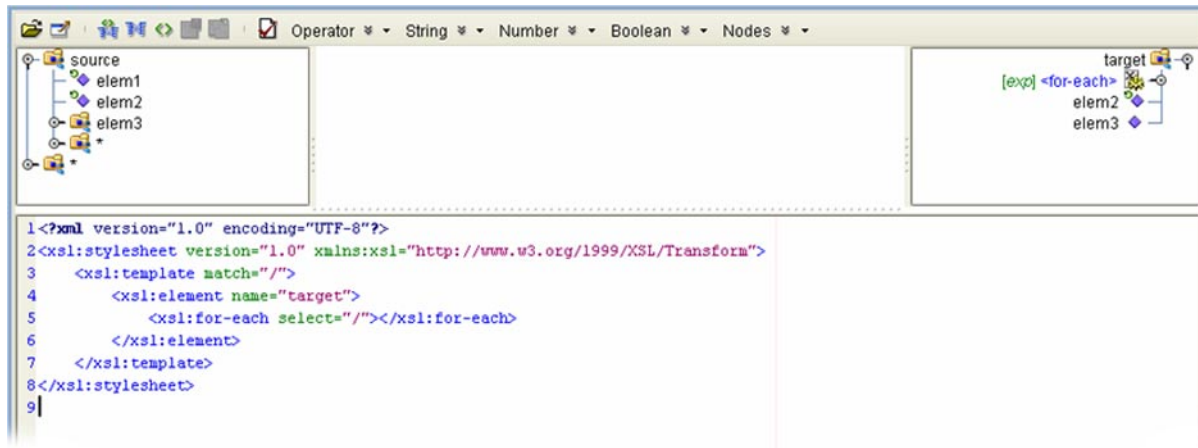 Operator String Number Boolean Nodes
source
elem1
elem2
elem3
*
*
target
[exp] <for-each>
elem2
elem3
1<?xml version="1.0" encoding="UTF-8"?>
2<xsl:stylesheet version="1.0" xmlns:xsl="http://www.w3.org/1999/XSL/Transform">
3    <xsl:template match="/">
4        <xsl:element name="target">
5            <xsl:for-each select="/"></xsl:for-each>
6        </xsl:element>
7    </xsl:template>
8</xsl:stylesheet>
9